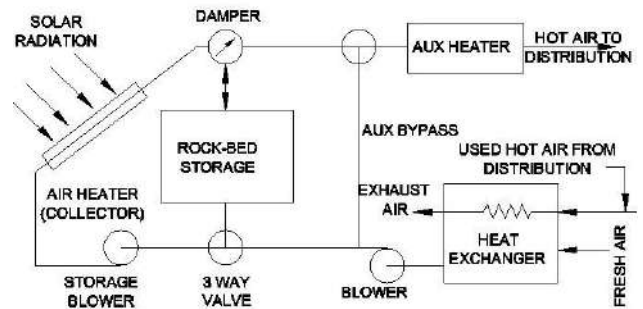 SOLAR
RADIATION
DAMPER
AUX HEATER
HOT AIR TO
DISTRIBUTION
ROCK-BED
STORAGE
AUX BYPASS
USED HOT AIR FROM
DISTRIBUTION
AIR HEATER
(COLLECTOR)
EXHAUST
AIR
HEAT
EXCHANGER
FRESH AIR
STORAGE
BLOWER
3 WAY
VALVE
BLOWER